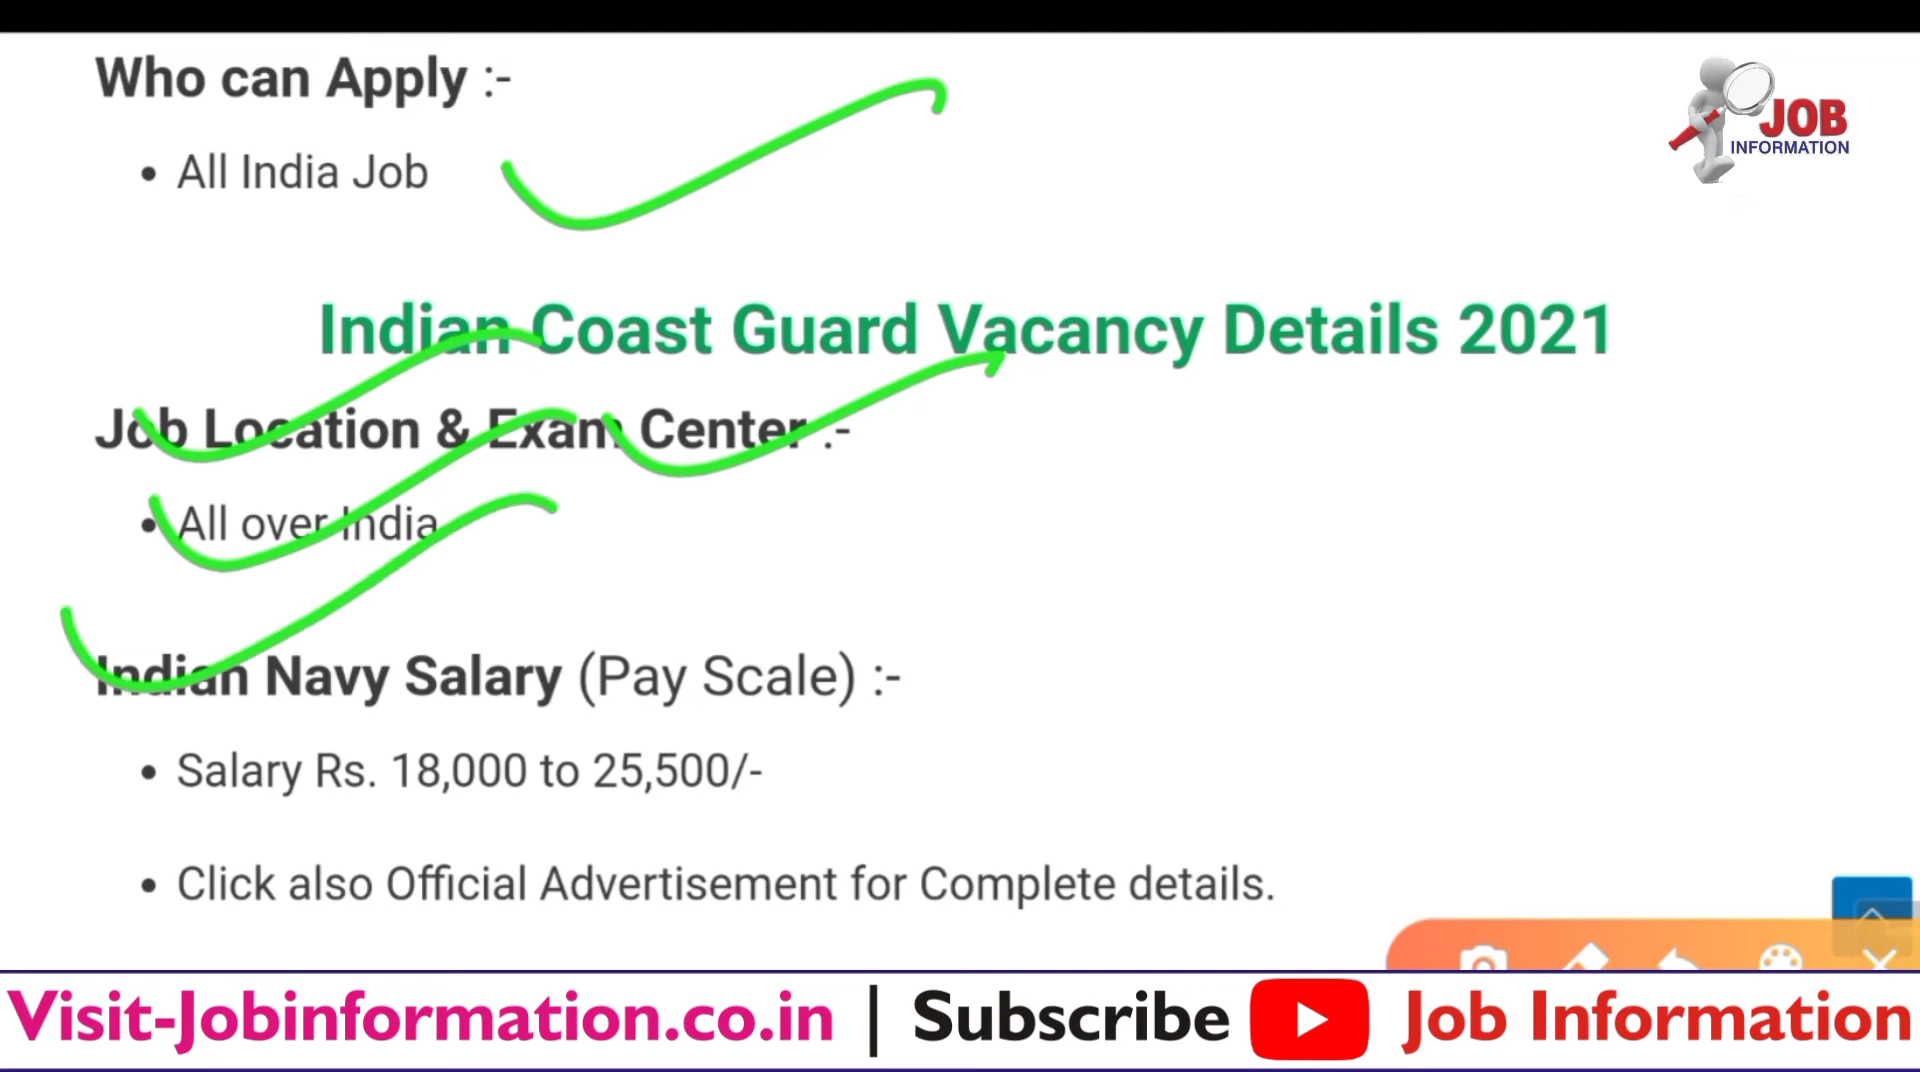 Who can Apply :-
JOB
INFORMATION
• All India Job
Indian Coast Guard Vacancy Details 2021
Job Location & Exam Center :-
• All over India
Indian Navy Salary (Pay Scale) :-
• Salary Rs. 18,000 to 25,500/-
• Click also Official Advertisement for Complete details.
Visit-Jobinformation.co.in | Subscribe Job Information